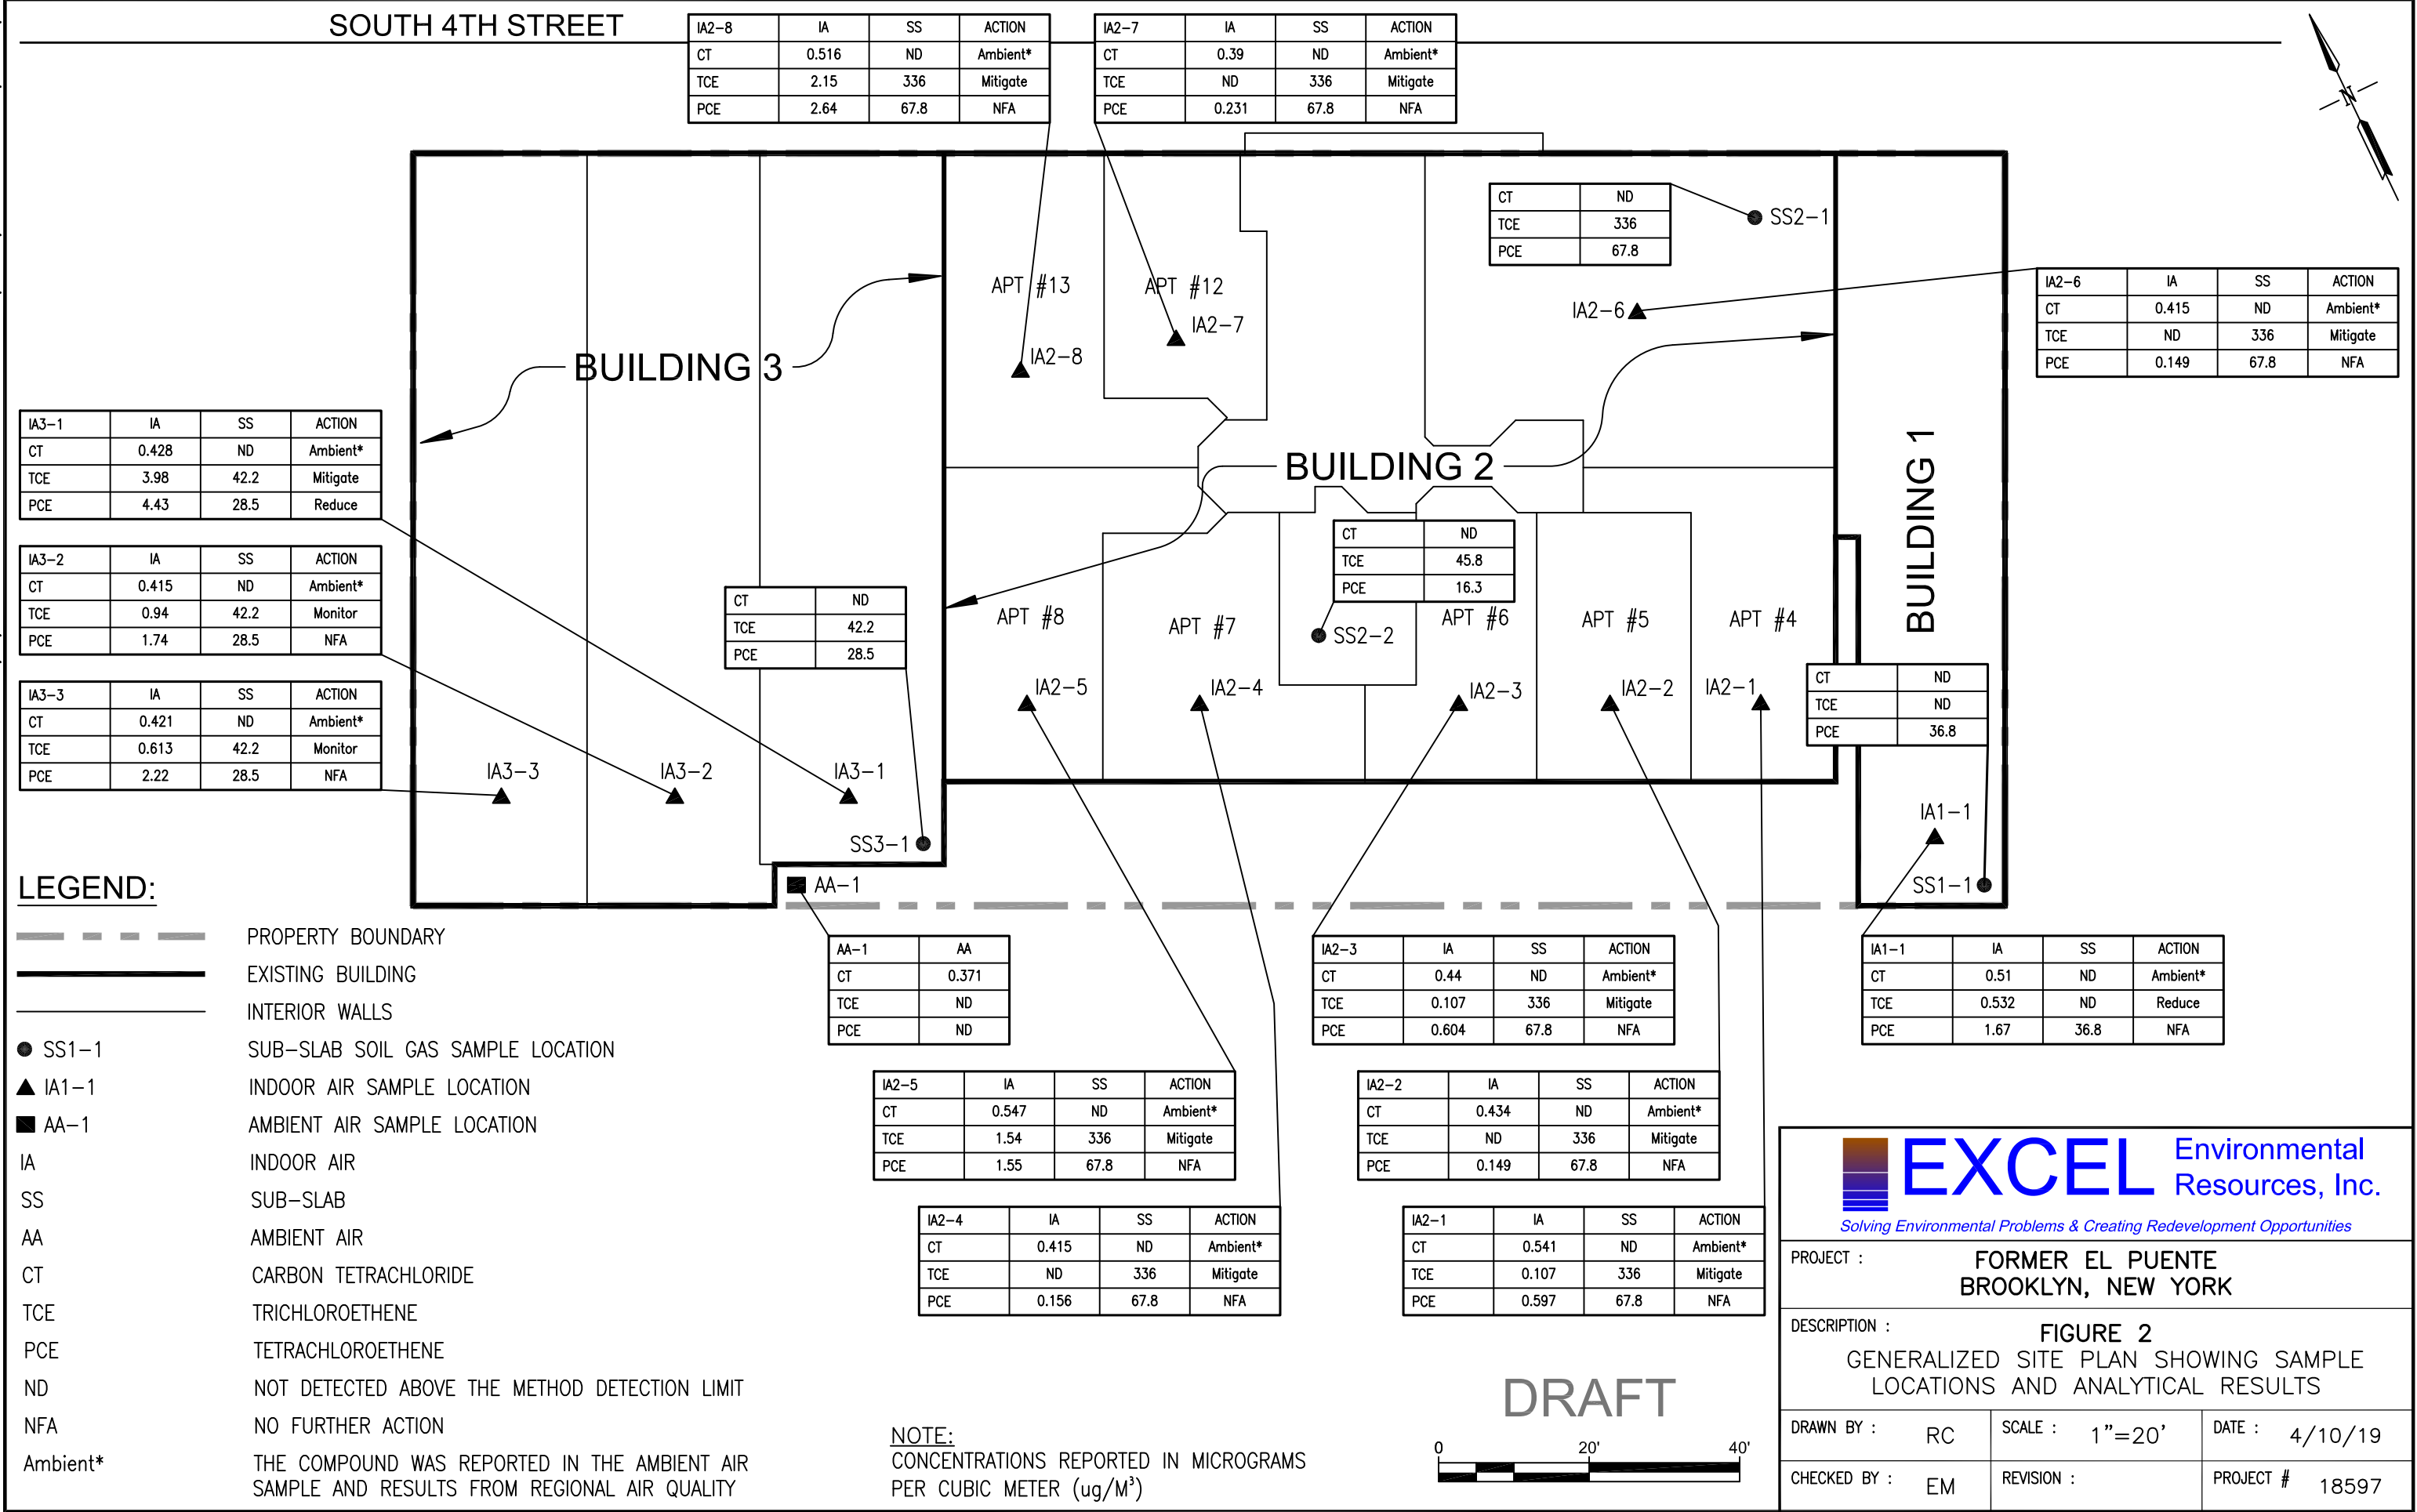 SOUTH 4TH STREET
IA2-8 IA SS ACTION
CT 0.516 ND Ambient*
TCE 2.15 336 Mitigate
PCE 2.64 67.8 NFA
IA2-7 IA SS ACTION
CT 0.39 ND Ambient*
TCE ND 336 Mitigate
PCE 0.231 67.8 NFA
N
CT ND
TCE 336
PCE 67.8
SS2-1
IA2-6 IA SS ACTION
CT 0.415 ND Ambient*
TCE ND 336 Mitigate
PCE 0.149 67.8 NFA
APT #13
APT #12
IA2-6
IA2-7
IA2-8
BUILDING 3
BUILDING 2
BUILDING 1
IA3-1 IA SS ACTION
CT 0.428 ND Ambient*
TCE 3.98 42.2 Mitigate
PCE 4.43 28.5 Reduce
IA3-2 IA SS ACTION
CT 0.415 ND Ambient*
TCE 0.94 42.2 Monitor
PCE 1.74 28.5 NFA
IA3-3 IA SS ACTION
CT 0.421 ND Ambient*
TCE 0.613 42.2 Monitor
PCE 2.22 28.5 NFA
CT ND
TCE 42.2
PCE 28.5
CT ND
TCE 45.8
PCE 16.3
APT #8
APT #7
SS2-2
APT #6
APT #5
APT #4
IA2-5
IA2-4
IA2-3
IA2-2
IA2-1
CT ND
TCE ND
PCE 36.8
IA3-3
IA3-2
IA3-1
SS3-1
IA1-1
SS1-1
AA-1
AA-1 AA
CT 0.371
TCE ND
PCE ND
IA2-3 IA SS ACTION
CT 0.44 ND Ambient*
TCE 0.107 336 Mitigate
PCE 0.604 67.8 NFA
IA1-1 IA SS ACTION
CT 0.51 ND Ambient*
TCE 0.532 ND Reduce
PCE 1.67 36.8 NFA
IA2-5 IA SS ACTION
CT 0.547 ND Ambient*
TCE 1.54 336 Mitigate
PCE 1.55 67.8 NFA
IA2-2 IA SS ACTION
CT 0.434 ND Ambient*
TCE ND 336 Mitigate
PCE 0.149 67.8 NFA
IA2-4 IA SS ACTION
CT 0.415 ND Ambient*
TCE ND 336 Mitigate
PCE 0.156 67.8 NFA
IA2-1 IA SS ACTION
CT 0.541 ND Ambient*
TCE 0.107 336 Mitigate
PCE 0.597 67.8 NFA
LEGEND:
PROPERTY BOUNDARY
EXISTING BUILDING
INTERIOR WALLS
SS1-1 SUB-SLAB SOIL GAS SAMPLE LOCATION
IA1-1 INDOOR AIR SAMPLE LOCATION
AA-1 AMBIENT AIR SAMPLE LOCATION
IA INDOOR AIR
SS SUB-SLAB
AA AMBIENT AIR
CT CARBON TETRACHLORIDE
TCE TRICHLOROETHENE
PCE TETRACHLOROETHENE
ND NOT DETECTED ABOVE THE METHOD DETECTION LIMIT
NFA NO FURTHER ACTION
Ambient* THE COMPOUND WAS REPORTED IN THE AMBIENT AIR
SAMPLE AND RESULTS FROM REGIONAL AIR QUALITY
NOTE:
CONCENTRATIONS REPORTED IN MICROGRAMS
PER CUBIC METER (ug/M³)
DRAFT
0 20' 40'
EXCEL Environmental
Resources, Inc.
Solving Environmental Problems & Creating Redevelopment Opportunities
PROJECT : FORMER EL PUENTE
BROOKLYN, NEW YORK
DESCRIPTION : FIGURE 2
GENERALIZED SITE PLAN SHOWING SAMPLE
LOCATIONS AND ANALYTICAL RESULTS
DRAWN BY : RC SCALE : 1"=20' DATE : 4/10/19
CHECKED BY : EM REVISION : PROJECT # 18597